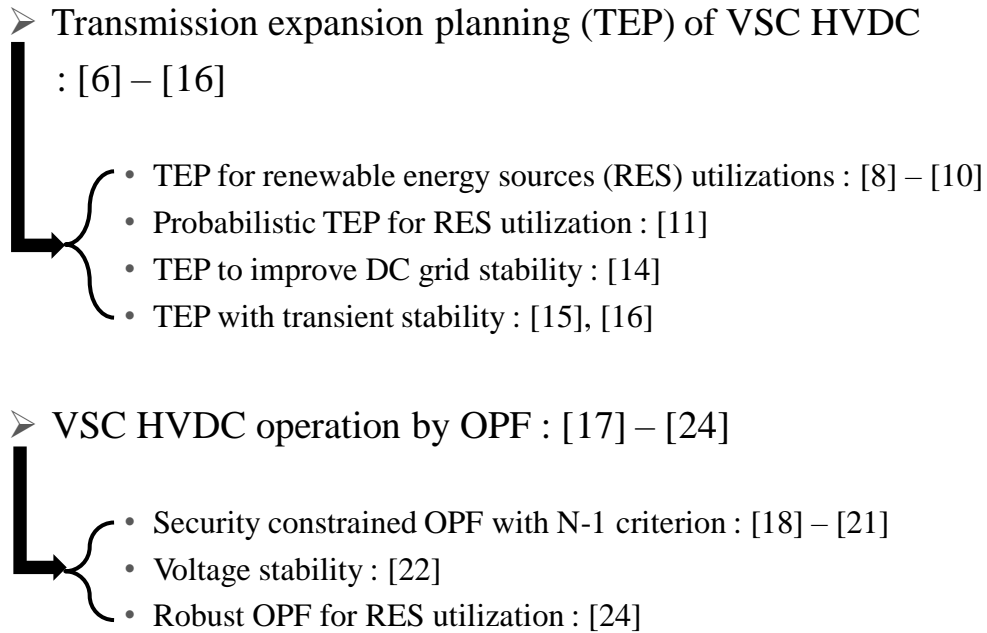 ➢ Transmission expansion planning (TEP) of VSC HVDC
: [6] – [16]
• TEP for renewable energy sources (RES) utilizations : [8] – [10]
• Probabilistic TEP for RES utilization : [11]
• TEP to improve DC grid stability : [14]
• TEP with transient stability : [15], [16]
➢ VSC HVDC operation by OPF : [17] – [24]
• Security constrained OPF with N-1 criterion : [18] – [21]
• Voltage stability : [22]
• Robust OPF for RES utilization : [24]